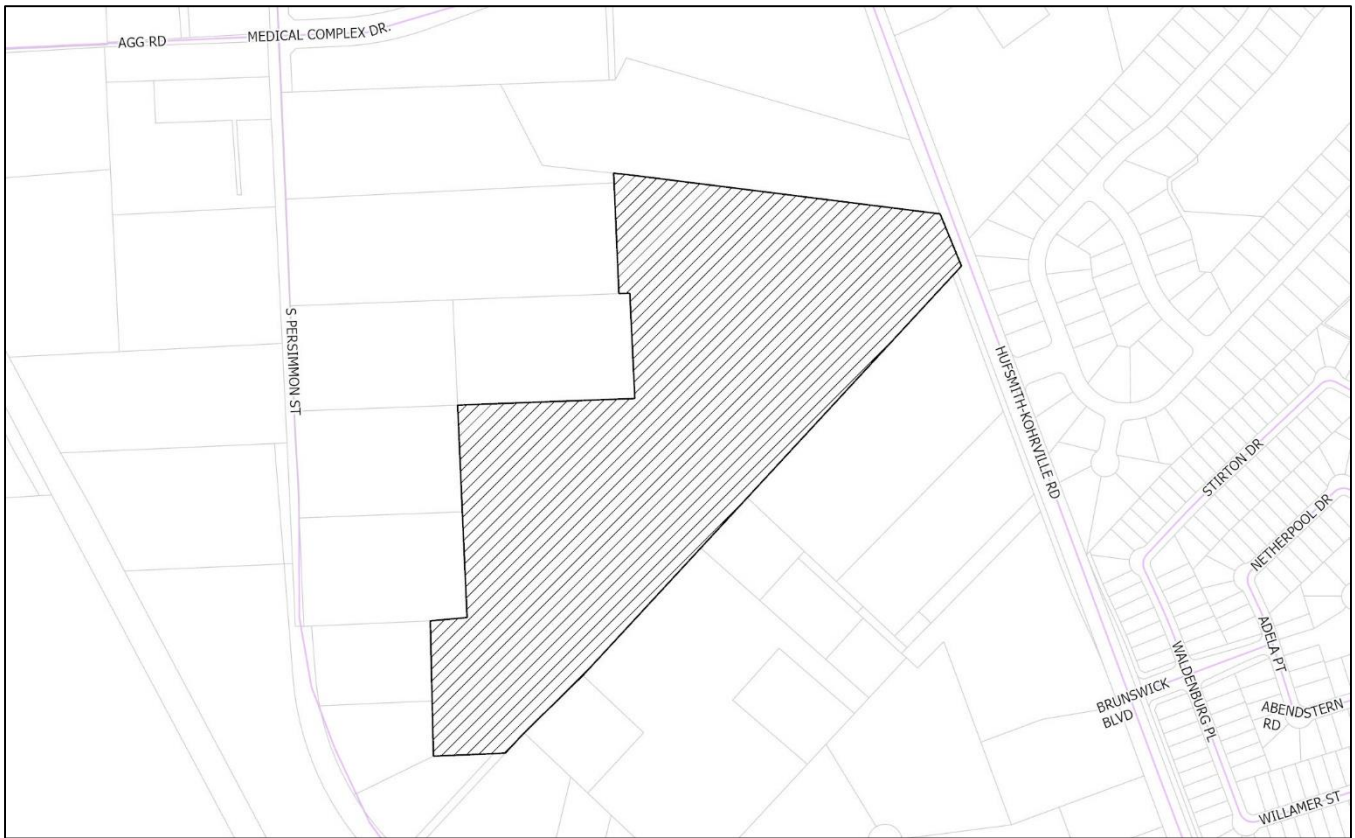 AGG RD
MEDICAL COMPLEX DR.
S PERSIMMON ST
HUFSMITH-KOHRVILLE RD
STIRTON DR
NETHERPOOL DR
ADELA PT
WALDENBURG PL
BRUNSWICK
BLVD
ABENDSTERN
RD
WILLAMER ST